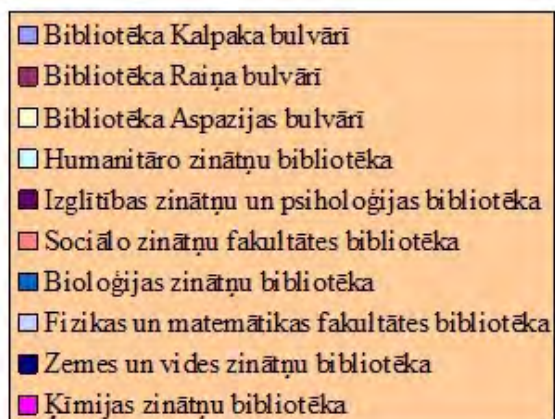 Bibliotēka Kalpaka bulvārī
Bibliotēka Raiņa bulvārī
Bibliotēka Aspazijas bulvārī
Humanitāro zinātņu bibliotēka
Izglītības zinātņu un psiholoģijas bibliotēka
Sociālo zinātņu fakultātes bibliotēka
Bioloģijas zinātņu bibliotēka
Fizikas un matemātikas fakultātes bibliotēka
Zemes un vides zinātņu bibliotēka
Ķīmijas zinātņu bibliotēka